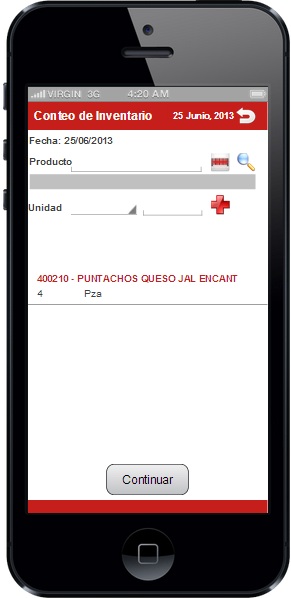 VIRGIN 3G 4:20 AM
Conteo de Inventario 25 Junio, 2013
Fecha: 25/06/2013
Producto
Unidad
400210 - PUNTACHOS QUESO JAL ENCANT
4 Pza
Continuar